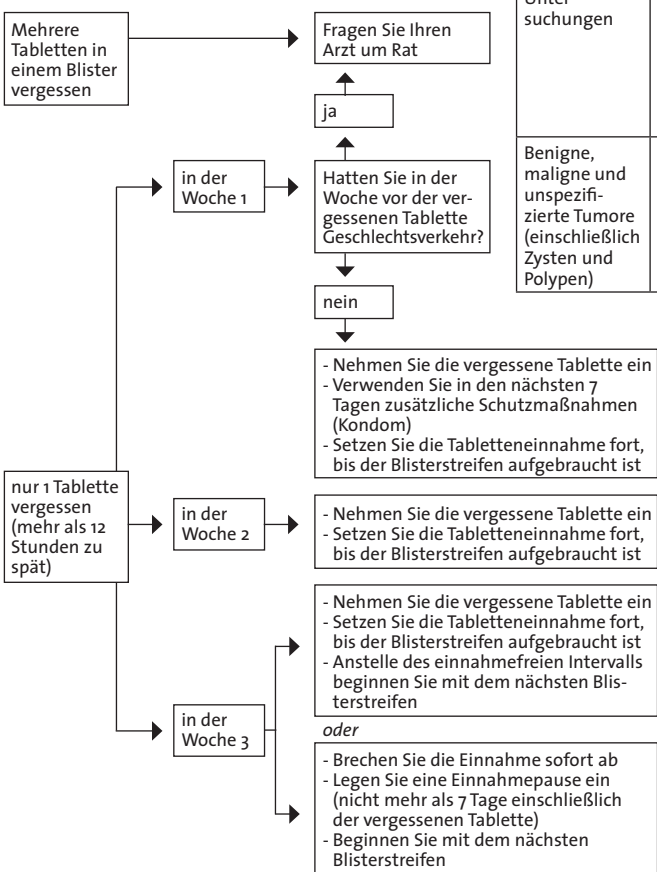 Mehrere
Tabletten in
einem Blister
vergessen
Fragen Sie Ihren
Arzt um Rat
ja
in der
Woche 1
Hatten Sie in der
Woche vor der ver-
gessenen Tablette
Geschlechtsverkehr?
nein
- Nehmen Sie die vergessene Tablette ein
- Verwenden Sie in den nächsten 7
Tagen zusätzliche Schutzmaßnahmen
(Kondom)
- Setzen Sie die Tabletteneinnahme fort,
bis der Blisterstreifen aufgebraucht ist
nur 1 Tablette
vergessen
(mehr als 12
Stunden zu
spät)
in der
Woche 2
- Nehmen Sie die vergessene Tablette ein
- Setzen Sie die Tabletteneinnahme fort,
bis der Blisterstreifen aufgebraucht ist
in der
Woche 3
- Nehmen Sie die vergessene Tablette ein
- Setzen Sie die Tabletteneinnahme fort,
bis der Blisterstreifen aufgebraucht ist
- Anstelle des einnahmefreien Intervalls
beginnen Sie mit dem nächsten Blis-
terstreifen
oder
- Brechen Sie die Einnahme sofort ab
- Legen Sie eine Einnahmepause ein
(nicht mehr als 7 Tage einschließlich
der vergessenen Tablette)
- Beginnen Sie mit dem nächsten
Blisterstreifen
suchungen
Benigne,
maligne und
unspezifi-
zierte Tumore
(einschließlich
Zysten und
Polypen)